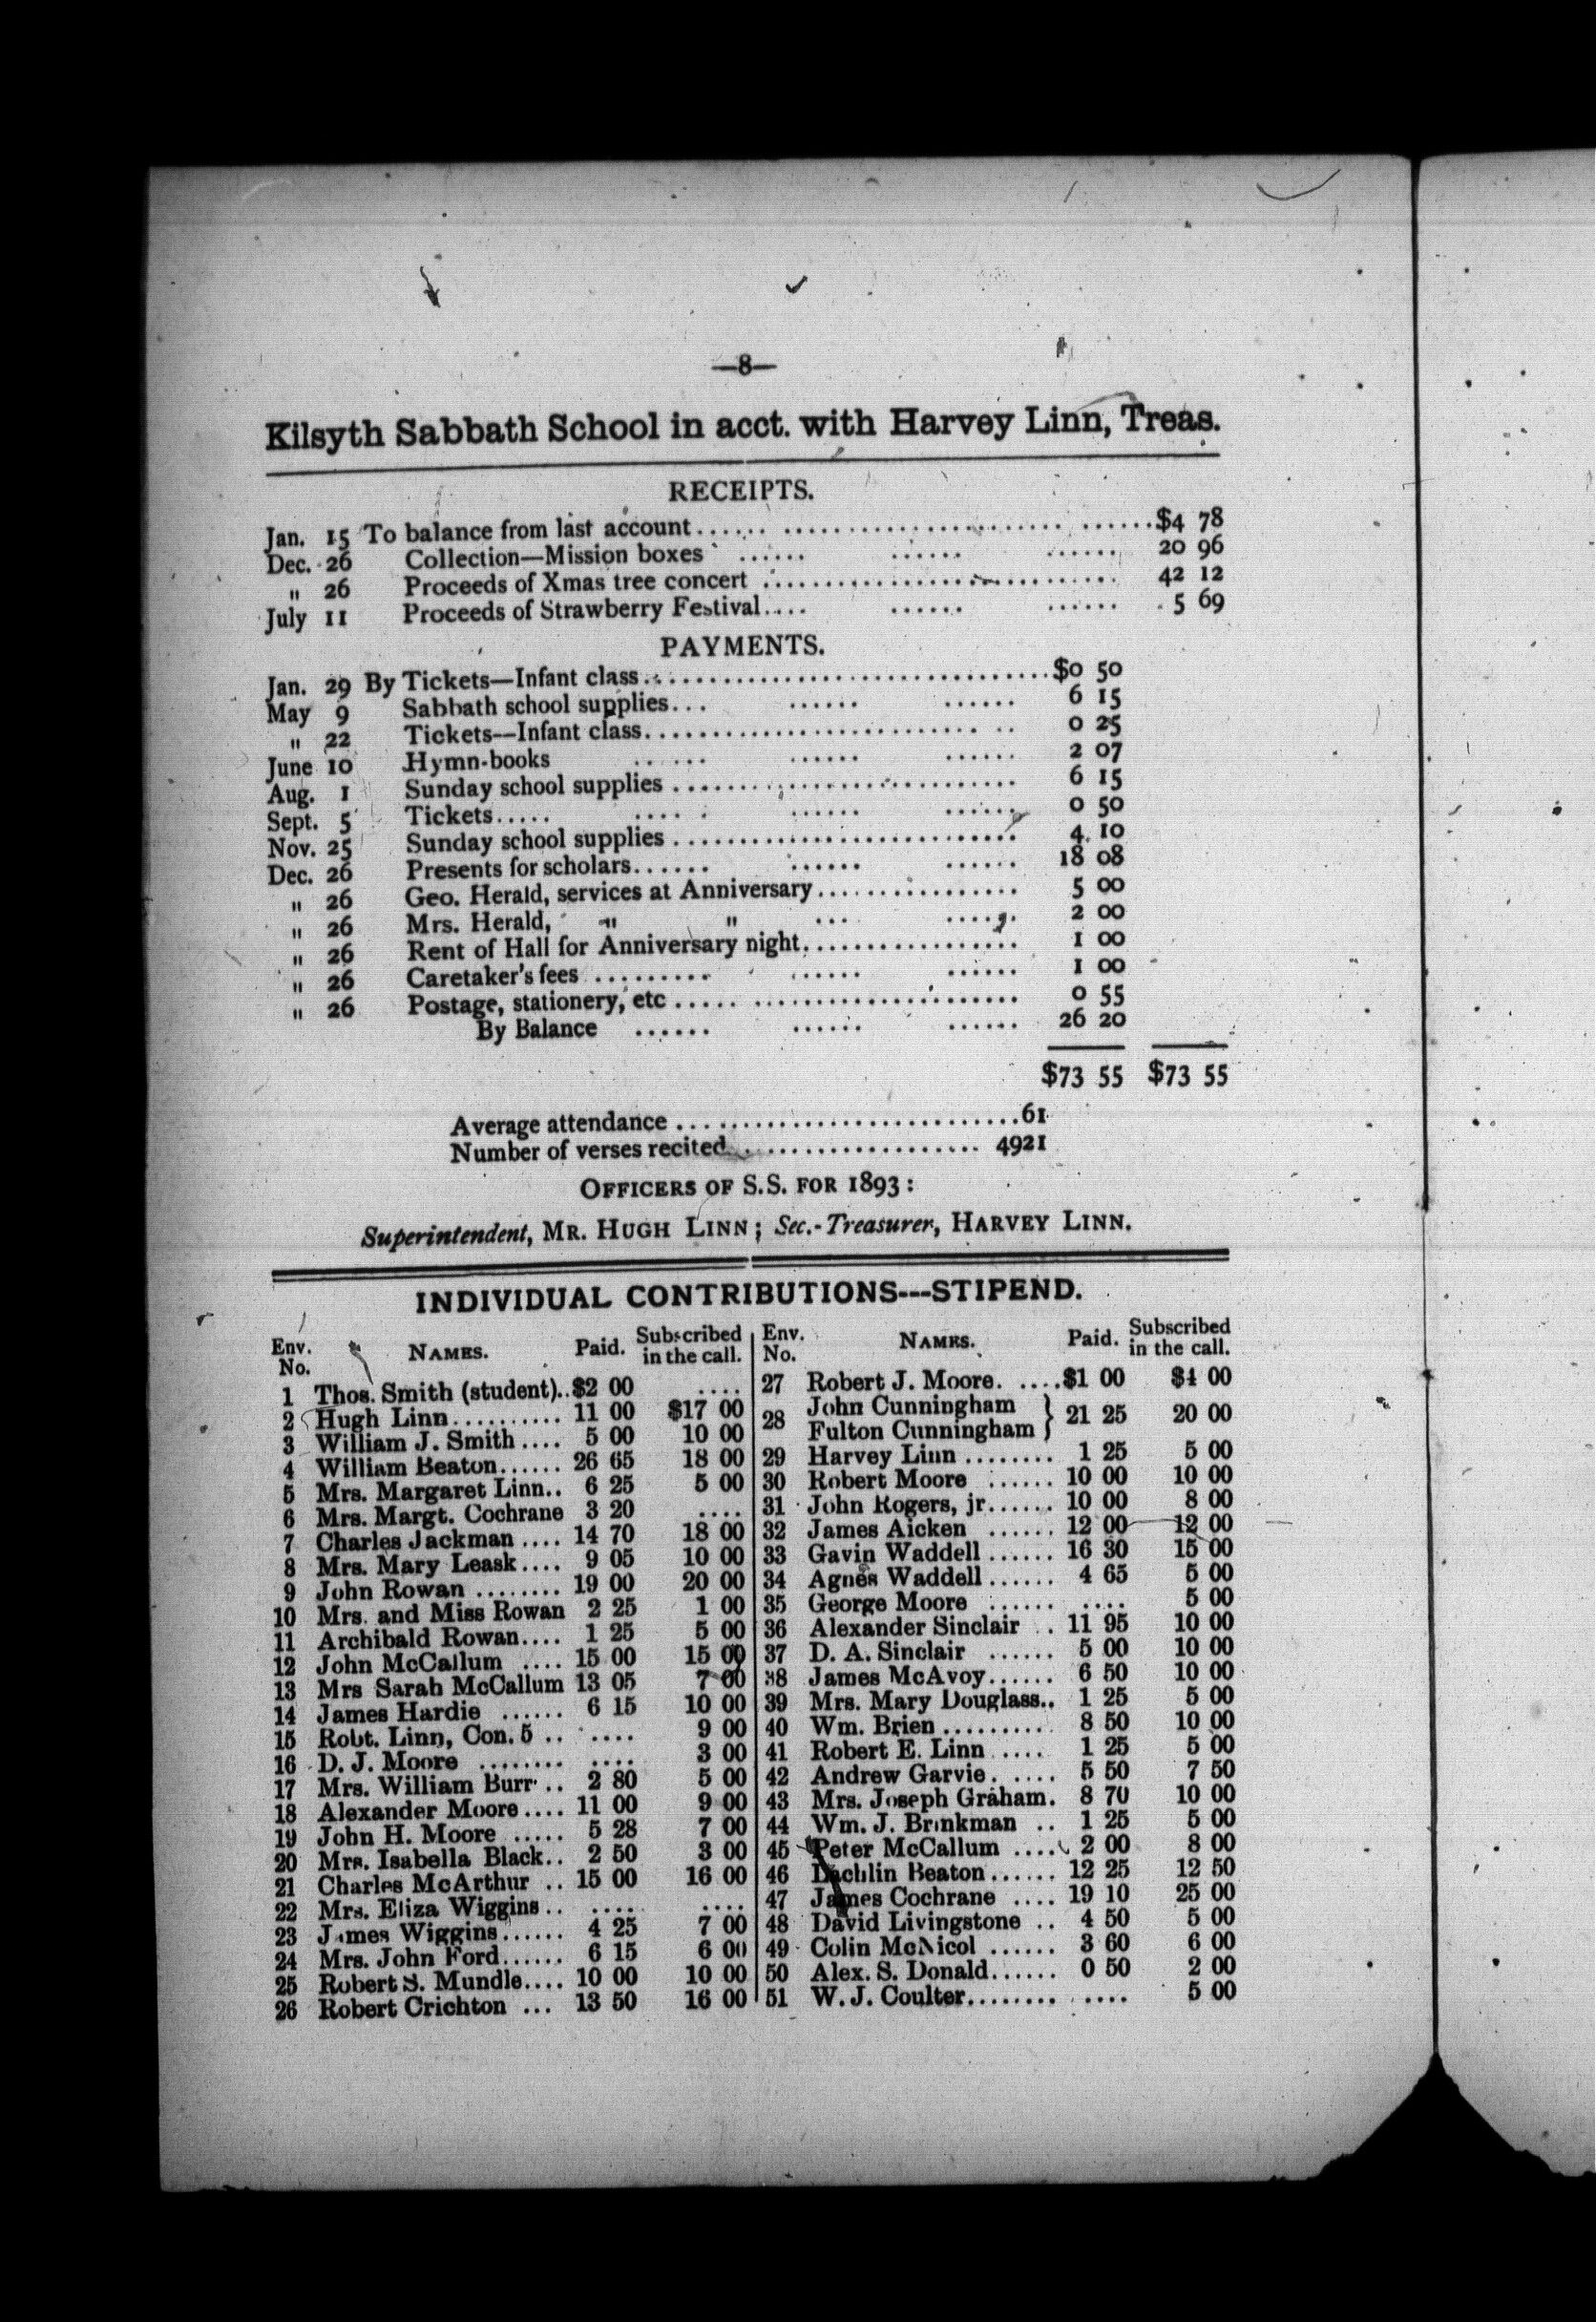 —8—
Kilsyth Sabbath School in acct. with Harvey Linn, Treas.
RECEIPTS.
Jan. 15 To balance from last account............................................$4 78
Dec. 26 Collection—Mission boxes ...... ...... ...... 20 96
" 26 Proceeds of Xmas tree concert .................................. 42 12
July 11 Proceeds of Strawberry Festival.... ...... ...... 5 69
PAYMENTS.
Jan. 29 By Tickets—Infant class..................................$0 50
May 9 Sabbath school supplies... ...... ...... 6 15
" 22 Tickets—Infant class............................ 0 25
June 10 Hymn-books ...... ...... ...... 2 07
Aug. 1 Sunday school supplies .......................... 6 15
Sept. 5 Tickets..... ..... ...... ...... 0 50
Nov. 25 Sunday school supplies .......................... 4 10
Dec. 26 Presents for scholars...... ...... ...... 18 08
" 26 Geo. Herald, services at Anniversary............... 5 00
" 26 Mrs. Herald, " " ... ...... 2 00
" 26 Rent of Hall for Anniversary night................ 1 00
" 26 Caretaker's fees ......... ...... ...... 1 00
" 26 Postage, stationery, etc ......................... 0 55
By Balance ...... ...... ...... 26 20
$73 55 $73 55
Average attendance ..........................61
Number of verses recited.................. 4921
OFFICERS OF S.S. FOR 1893:
Superintendent, MR. HUGH LINN; Sec.-Treasurer, HARVEY LINN.
INDIVIDUAL CONTRIBUTIONS---STIPEND.
Env. No. NAMES. Paid. Subscribed in the call.
1 Thos. Smith (student)..$2 00 ....
2 Hugh Linn.......... 11 00 $17 00
3 William J. Smith.... 5 00 10 00
4 William Beaton...... 26 65 18 00
5 Mrs. Margaret Linn.. 6 25 5 00
6 Mrs. Margt. Cochrane 3 20 ....
7 Charles Jackman .... 14 70 18 00
8 Mrs. Mary Leask.... 9 05 10 00
9 John Rowan ........ 19 00 20 00
10 Mrs. and Miss Rowan 2 25 1 00
11 Archibald Rowan.... 1 25 5 00
12 John McCallum .... 15 00 15 00
13 Mrs Sarah McCallum 13 05 7 00
14 James Hardie ...... 6 15 10 00
15 Robt. Linn, Con. 5 .. .... 9 00
16 D. J. Moore ........ .... 3 00
17 Mrs. William Burr .. 2 80 5 00
18 Alexander Moore.... 11 00 9 00
19 John H. Moore ..... 5 28 7 00
20 Mrs. Isabella Black.. 2 50 3 00
21 Charles McArthur .. 15 00 16 00
22 Mrs. Eliza Wiggins.. .... ....
23 James Wiggins...... 4 25 7 00
24 Mrs. John Ford...... 6 15 6 00
25 Robert S. Mundle.... 10 00 10 00
26 Robert Crichton ... 13 50 16 00
Env. No. NAMES. Paid. Subscribed in the call.
27 Robert J. Moore. ....$1 00 $4 00
28 John Cunningham
Fulton Cunningham } 21 25 20 00
29 Harvey Linn ........ 1 25 5 00
30 Robert Moore ...... 10 00 10 00
31 John Rogers, jr...... 10 00 8 00
32 James Aicken ...... 12 00 12 00
33 Gavin Waddell ...... 16 30 15 00
34 Agnes Waddell ...... 4 65 5 00
35 George Moore ...... .... 5 00
36 Alexander Sinclair .. 11 95 10 00
37 D. A. Sinclair ...... 5 00 10 00
38 James McAvoy...... 6 50 10 00
39 Mrs. Mary Douglass.. 1 25 5 00
40 Wm. Brien ......... 8 50 10 00
41 Robert E. Linn .... 1 25 5 00
42 Andrew Garvie. .... 5 50 7 50
43 Mrs. Joseph Graham. 8 70 10 00
44 Wm. J. Brinkman .. 1 25 5 00
45 Peter McCallum .... 2 00 8 00
46 Lachlin Beaton...... 12 25 12 50
47 James Cochrane .... 19 10 25 00
48 David Livingstone .. 4 50 5 00
49 Colin McNicol ...... 3 60 6 00
50 Alex. S. Donald...... 0 50 2 00
51 W. J. Coulter........ .... 5 00